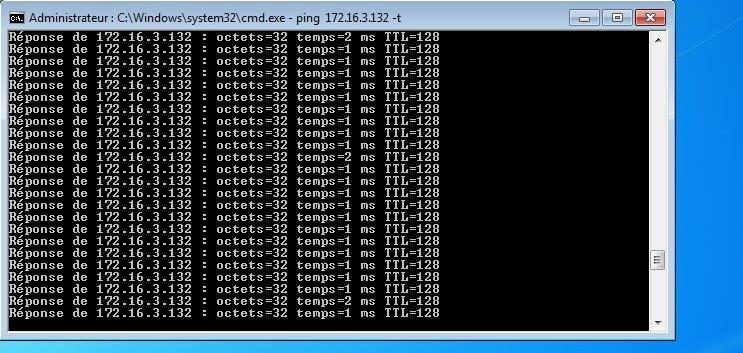 Administrateur : C:\Windows\system32\cmd.exe - ping 172.16.3.132 -t
Réponse de 172.16.3.132 : octets=32 temps=2 ms TTL=128
Réponse de 172.16.3.132 : octets=32 temps=1 ms TTL=128
Réponse de 172.16.3.132 : octets=32 temps=1 ms TTL=128
Réponse de 172.16.3.132 : octets=32 temps=1 ms TTL=128
Réponse de 172.16.3.132 : octets=32 temps=1 ms TTL=128
Réponse de 172.16.3.132 : octets=32 temps=1 ms TTL=128
Réponse de 172.16.3.132 : octets=32 temps=1 ms TTL=128
Réponse de 172.16.3.132 : octets=32 temps=1 ms TTL=128
Réponse de 172.16.3.132 : octets=32 temps=1 ms TTL=128
Réponse de 172.16.3.132 : octets=32 temps=1 ms TTL=128
Réponse de 172.16.3.132 : octets=32 temps=2 ms TTL=128
Réponse de 172.16.3.132 : octets=32 temps=1 ms TTL=128
Réponse de 172.16.3.132 : octets=32 temps=1 ms TTL=128
Réponse de 172.16.3.132 : octets=32 temps=1 ms TTL=128
Réponse de 172.16.3.132 : octets=32 temps=1 ms TTL=128
Réponse de 172.16.3.132 : octets=32 temps=1 ms TTL=128
Réponse de 172.16.3.132 : octets=32 temps=1 ms TTL=128
Réponse de 172.16.3.132 : octets=32 temps=1 ms TTL=128
Réponse de 172.16.3.132 : octets=32 temps=1 ms TTL=128
Réponse de 172.16.3.132 : octets=32 temps=1 ms TTL=128
Réponse de 172.16.3.132 : octets=32 temps=1 ms TTL=128
Réponse de 172.16.3.132 : octets=32 temps=1 ms TTL=128
Réponse de 172.16.3.132 : octets=32 temps=2 ms TTL=128
Réponse de 172.16.3.132 : octets=32 temps=1 ms TTL=128